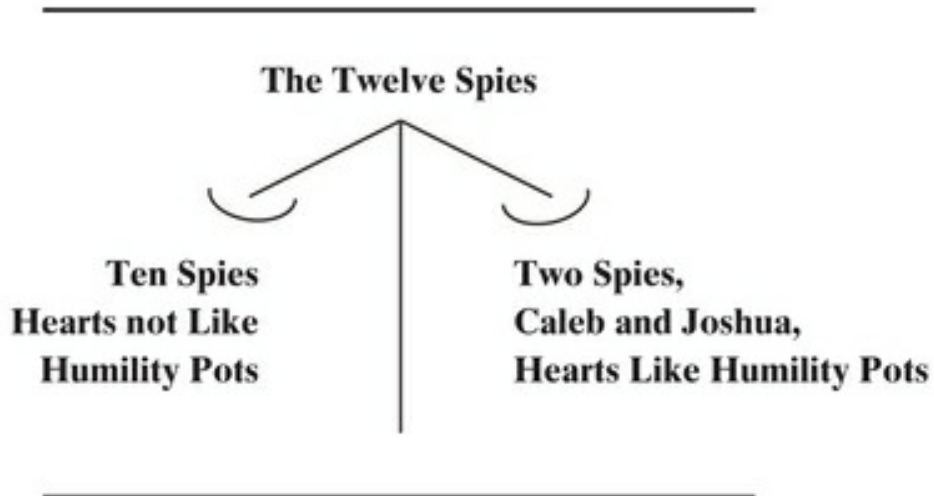 The Twelve Spies
Ten Spies
Hearts not Like
Humility Pots
Two Spies,
Caleb and Joshua,
Hearts Like Humility Pots